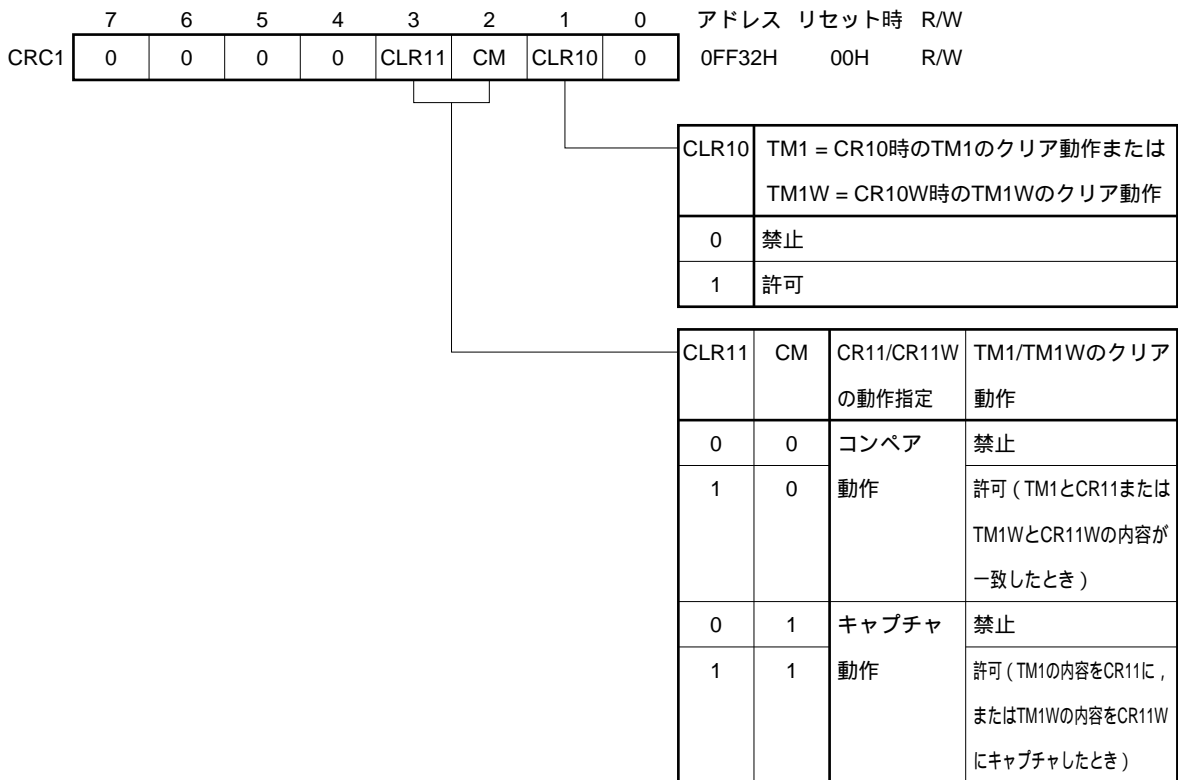 7 6 5 4 3 2 1 0 アドレス リセット時 R/W
CRC1 0 0 0 0 CLR11 CM CLR10 0 0FF32H 00H R/W
CLR10 TM1 = CR10時のTM1のクリア動作または
TM1W = CR10W時のTM1Wのクリア動作
0 禁止
1 許可
CLR11 CM CR11/CR11W TM1/TM1Wのクリア
の動作指定 動作
0 0 コンペア 禁止
1 0 動作 許可(TM1とCR11または
TM1WとCR11Wの内容が
一致したとき)
0 1 キャプチャ 禁止
1 1 動作 許可(TM1の内容をCR11に,
またはTM1Wの内容をCR11W
にキャプチャしたとき)